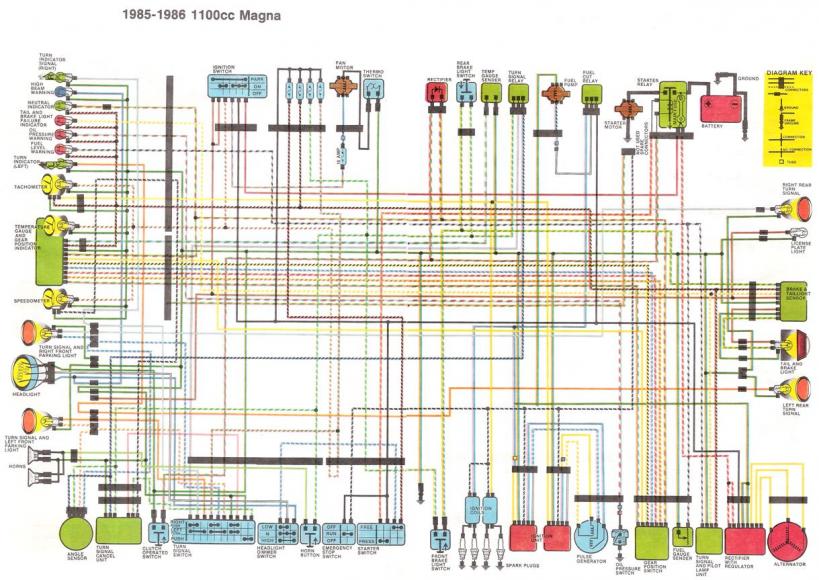 1985-1986 1100cc Magna
TURN
INDICATOR
SIGNAL
(RIGHT)
HIGH
BEAM
WARNING
NEUTRAL
INDICATOR
TAIL AND
BRAKE LIGHT
FAILURE
INDICATOR
OIL
PRESSURE
WARNING
FUEL
LEVEL
WARNING
TURN
INDICATOR
(LEFT)
TACHOMETER
TEMPERATURE
GAUGE
AND
GEAR
POSITION
INDICATOR
SPEEDOMETER
TURN SIGNAL AND
RIGHT FRONT
PARKING LIGHT
HEADLIGHT
TURN SIGNAL AND
LEFT FRONT
PARKING
LIGHT
HORNS
IGNITION
SWITCH
PARK
ON
OFF
FAN
MOTOR
THERMO
SWITCH
10 AMP
RECTIFIER
REAR
BRAKE
LIGHT
SWITCH
TEMP
GAUGE
SENDER
TURN
SIGNAL
RELAY
FUEL
PUMP
FUEL
CUT
RELAY
STARTER
RELAY
STARTER
MOTOR
GROUND
BATTERY
DIAGRAM KEY
CONNECTORS
GROUND
FRAME
GROUND
CONNECTION
NO CONNECTION
RIGHT REAR
TURN
SIGNAL
LICENSE
PLATE
LIGHT
BRAKE &
TAILLIGHT
SENSOR
TAIL AND
BRAKE
LIGHT
LEFT REAR
TURN
SIGNAL
ANGLE
SENSOR
TURN
SIGNAL
CANCEL
UNIT
CLUTCH
OPERATED
SWITCH
TURN
SIGNAL
SWITCH
LOW
N
HIGH
HEADLIGHT
DIMMER
SWITCH
HORN
BUTTON
OFF
RUN
OFF
EMERGENCY
STOP
SWITCH
FREE
PRESS
STARTER
SWITCH
FRONT
BRAKE
LIGHT
SWITCH
IGNITION
COILS
SPARK PLUGS
IGNITION
UNIT
PULSE
GENERATOR
OIL
PRESSURE
SWITCH
GEAR
POSITION
SWITCH
FUEL
GAUGE
SENDER
TURN
SIGNAL
AND PILOT
LAMP
UNIT
RECTIFIER
WITH
REGULATOR
ALTERNATOR